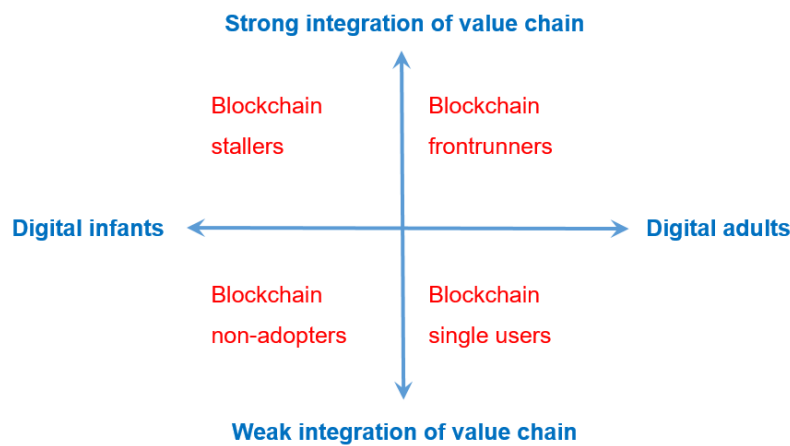 Strong integration of value chain
Blockchain
stallers
Blockchain
frontrunners
Digital infants
Digital adults
Blockchain
non-adopters
Blockchain
single users
Weak integration of value chain